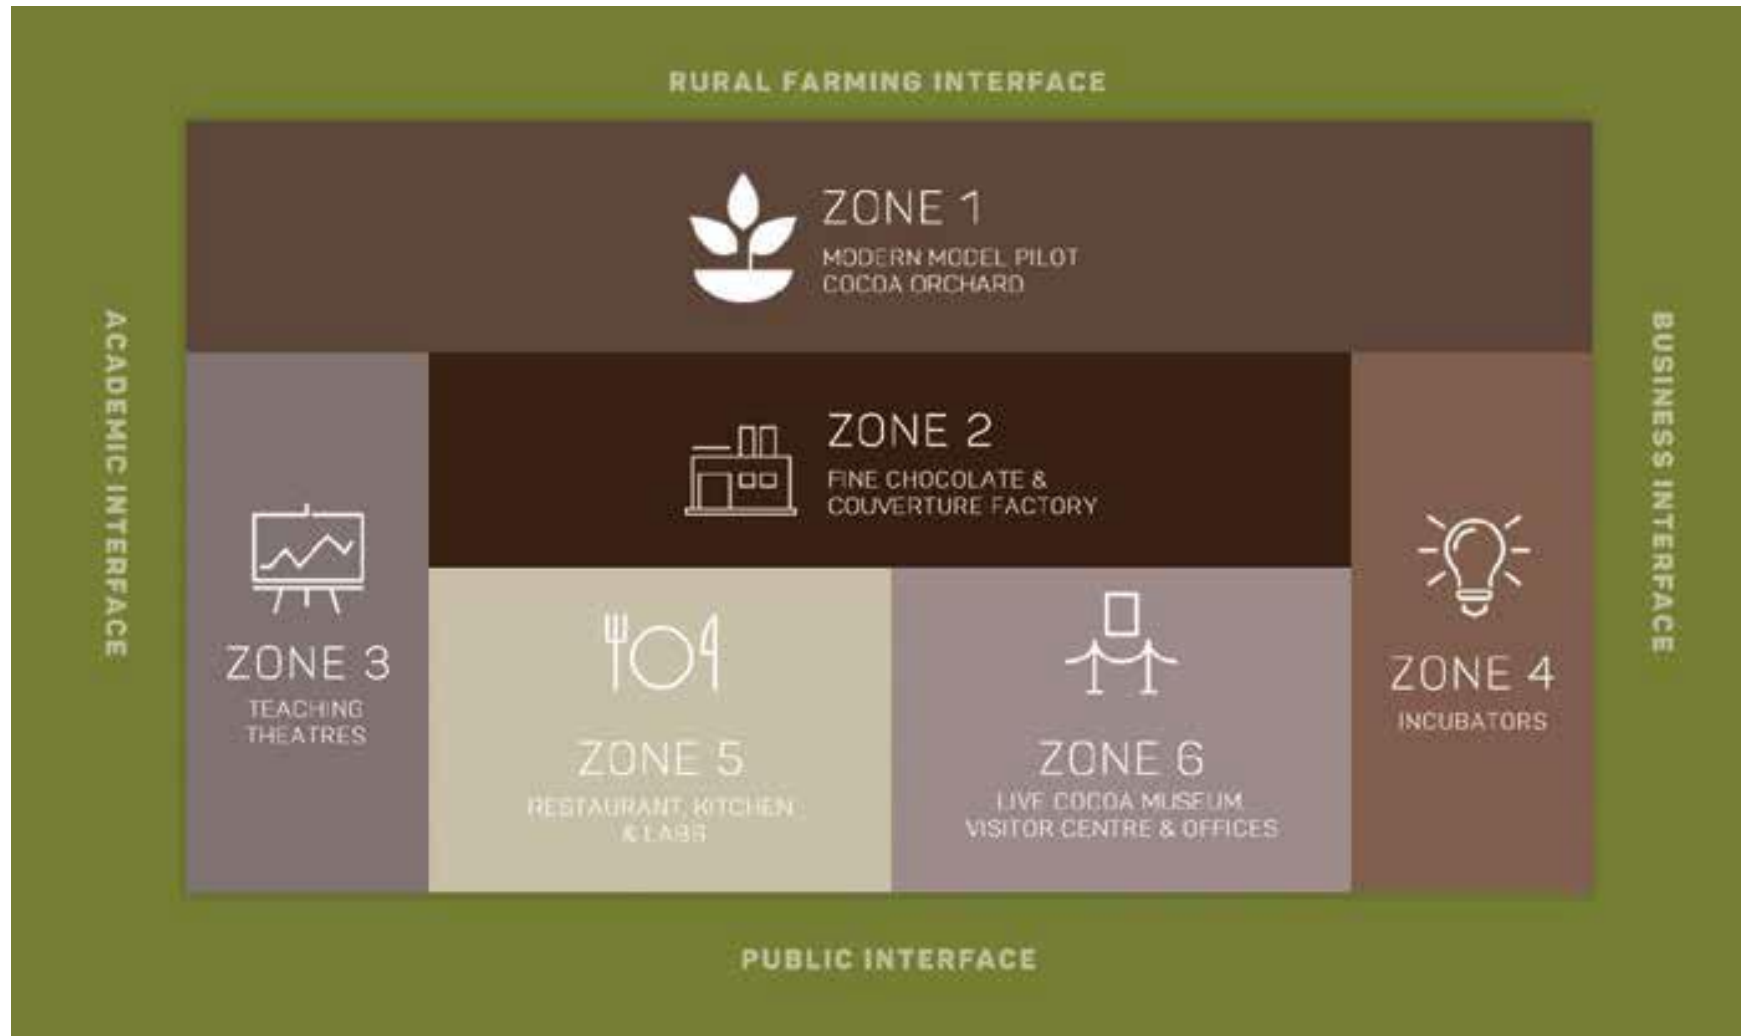 RURAL FARMING INTERFACE
ZONE 1
MODERN MODEL PILOT
COCOA ORCHARD
ACADEMIC INTERFACE
BUSINESS INTERFACE
ZONE 2
FINE CHOCOLATE &
COUVERTURE FACTORY
ZONE 3
TEACHING
THEATRES
ZONE 4
INCUBATORS
ZONE 5
RESTAURANT, KITCHEN
& LABS
ZONE 6
LIVE COCOA MUSEUM
VISITOR CENTRE & OFFICES
PUBLIC INTERFACE